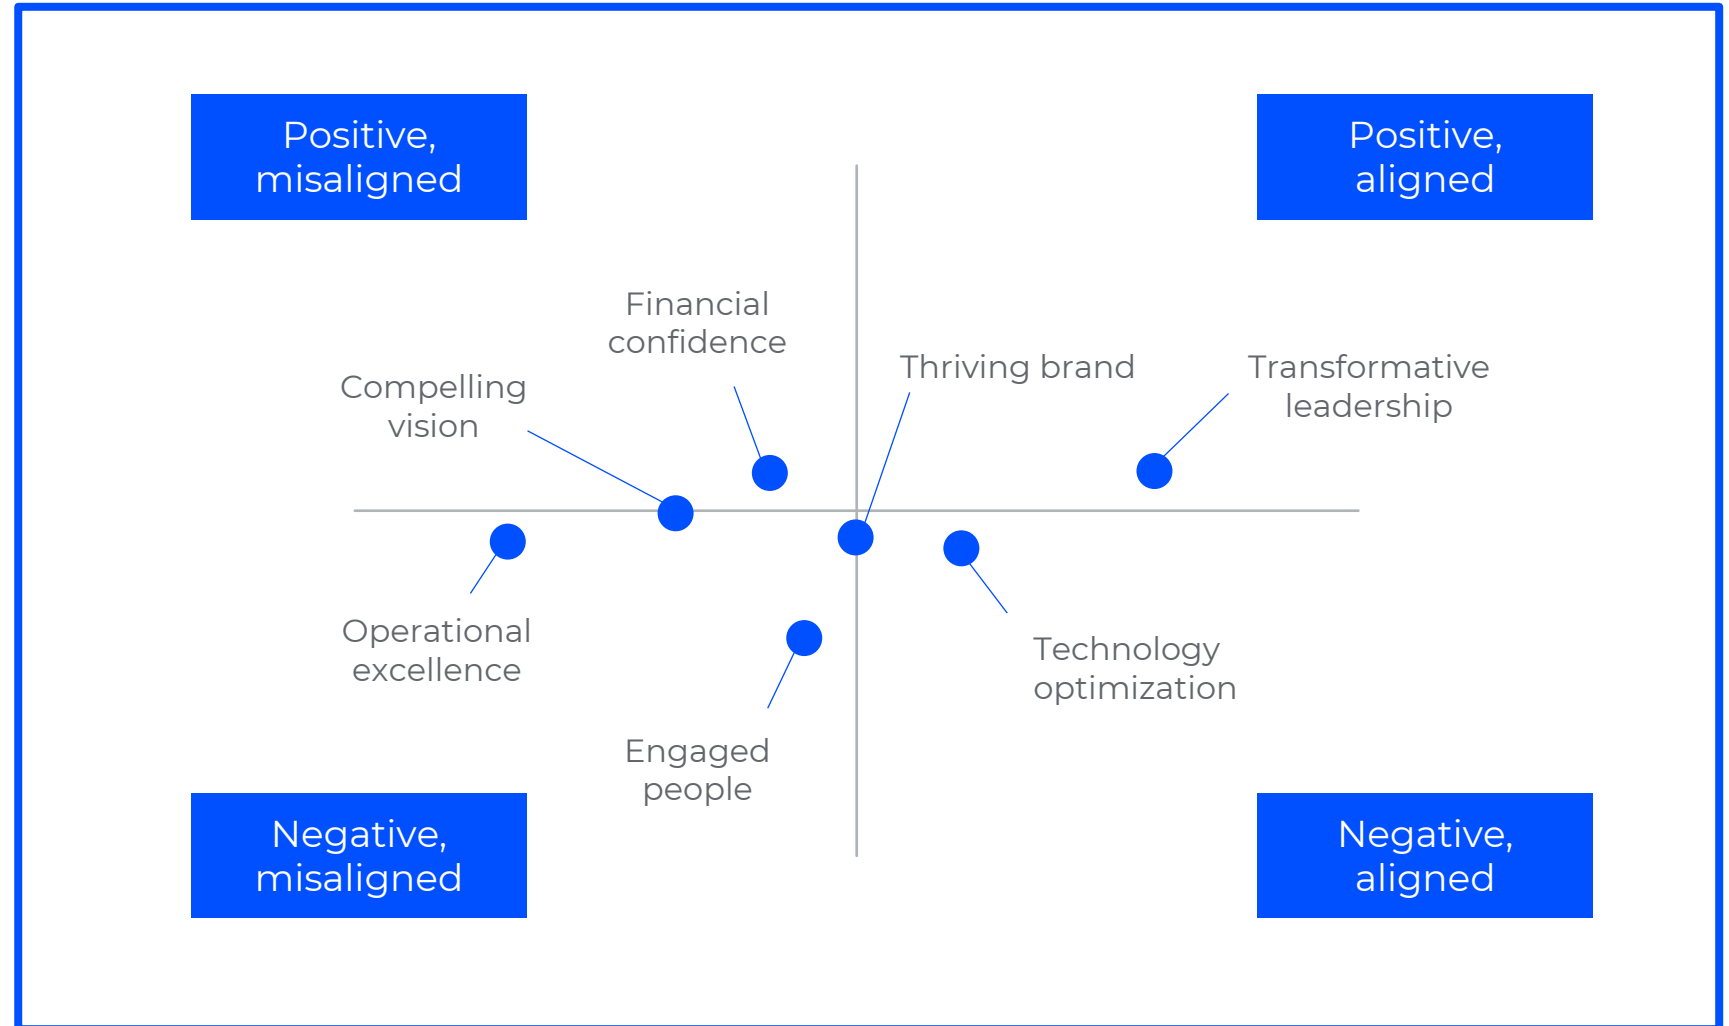 Positive,
misaligned
Positive,
aligned
Financial
confidence
Compelling
vision
Thriving brand
Transformative
leadership
Operational
excellence
Technology
optimization
Engaged
people
Negative,
misaligned
Negative,
aligned